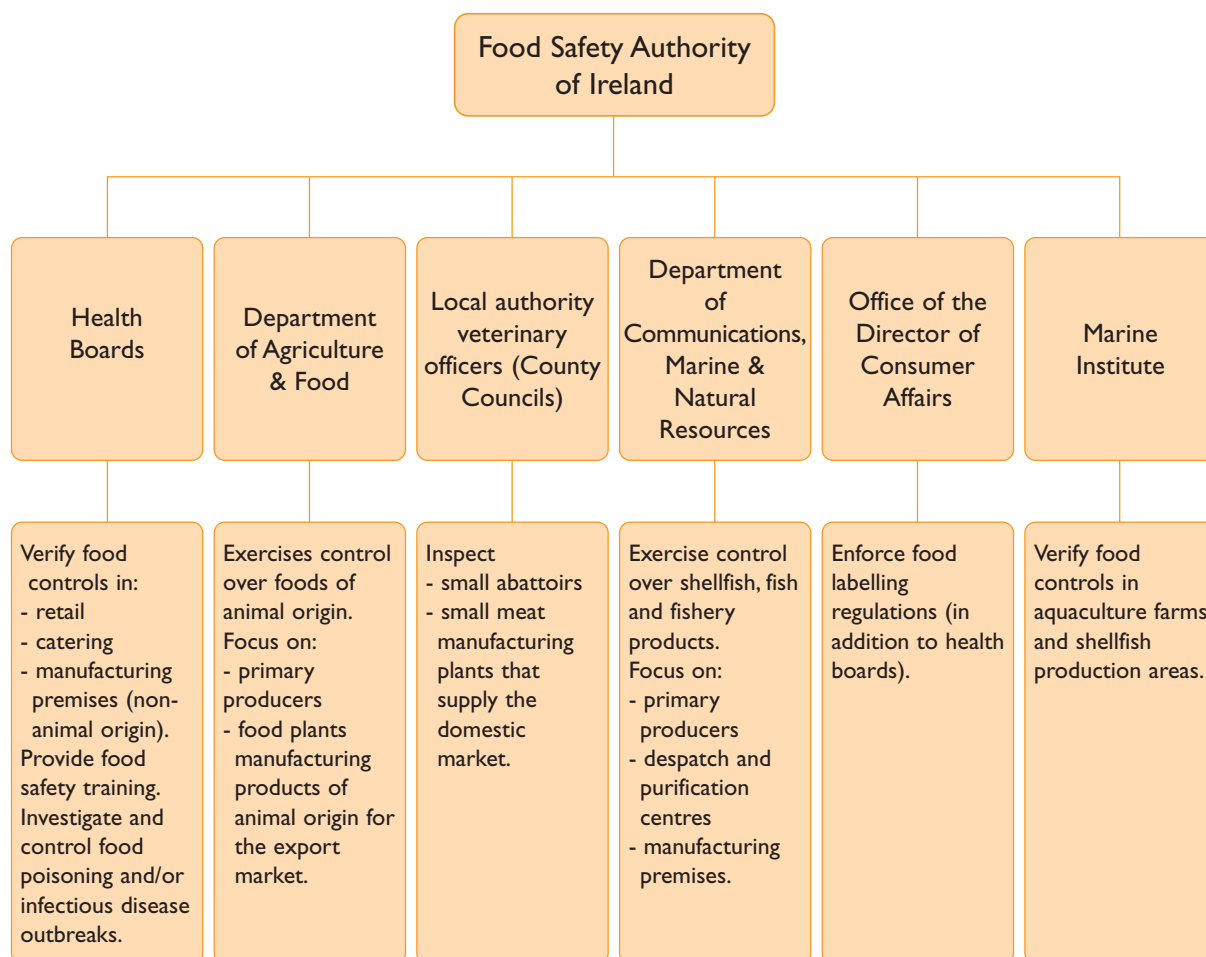 Food Safety Authority
of Ireland
Health
Boards
Department
of Agriculture
& Food
Local authority
veterinary
officers (County
Councils)
Department
of
Communications,
Marine &
Natural
Resources
Office of the
Director of
Consumer
Affairs
Marine
Institute
Verify food
controls in:
- retail
- catering
- manufacturing
premises (non-
animal origin).
Provide food
safety training.
Investigate and
control food
poisoning and/or
infectious disease
outbreaks.
Exercises control
over foods of
animal origin.
Focus on:
- primary
producers
- food plants
manufacturing
products of
animal origin for
the export
market.
Inspect
- small abattoirs
- small meat
manufacturing
plants that
supply the
domestic
market.
Exercise control
over shellfish, fish
and fishery
products.
Focus on:
- primary
producers
- despatch and
purification
centres
- manufacturing
premises.
Enforce food
labelling
regulations (in
addition to health
boards).
Verify food
controls in
aquaculture farms
and shellfish
production areas.